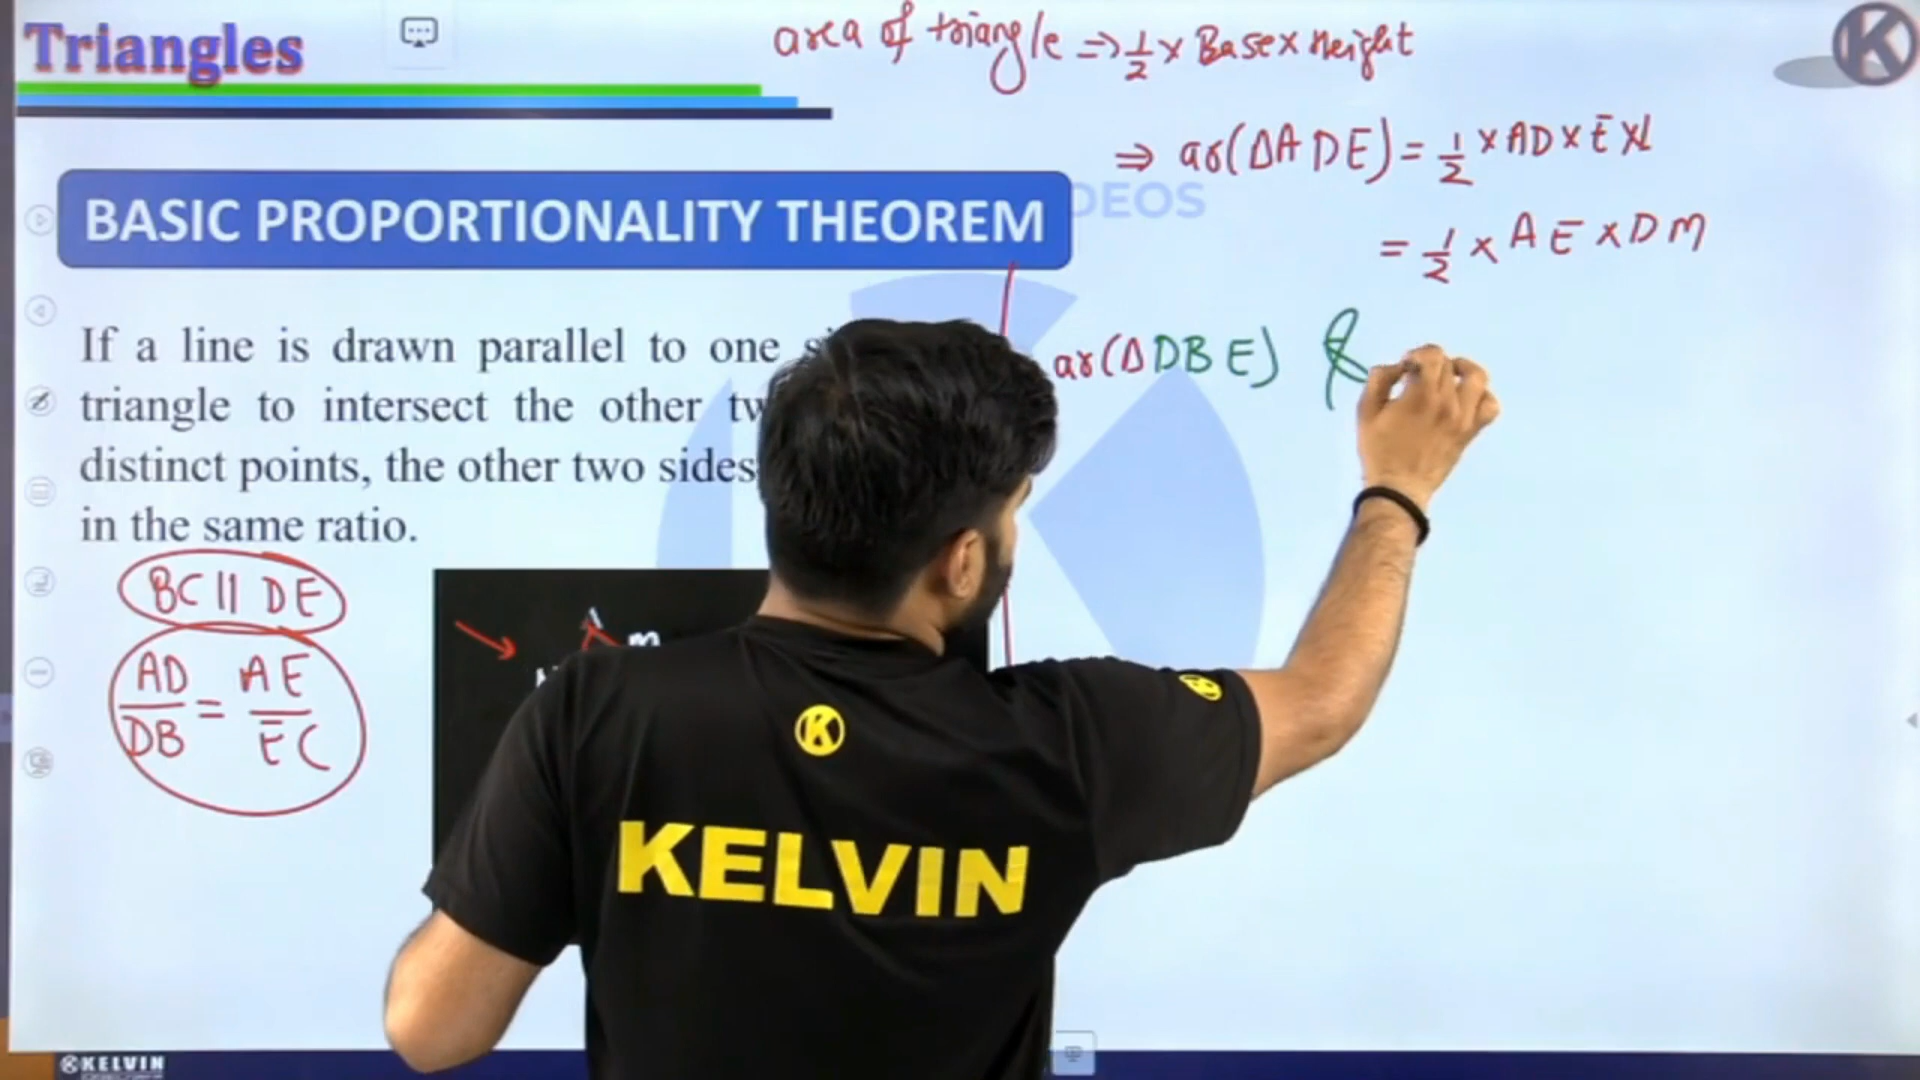 Triangles
area of triangle ⇒ 1/2 × Base × Height
⇒ ar(ΔADE) = 1/2 × AD × EN
= 1/2 × AE × DM
BASIC PROPORTIONALITY THEOREM
DEOS
ar(ΔDBE) &
If a line is drawn parallel to one
triangle to intersect the other
distinct points, the other two sides
in the same ratio.
BC || DE
AD/DB = AE/EC
M
N
K
KELVIN
KELVIN